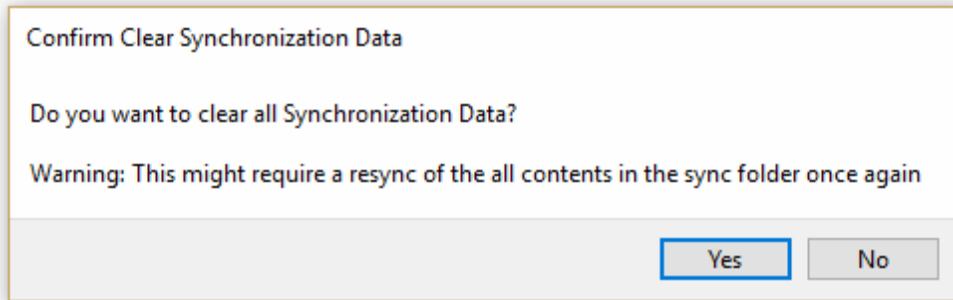 Confirm Clear Synchronization Data
Do you want to clear all Synchronization Data?
Warning: This might require a resync of the all contents in the sync folder once again
Yes No